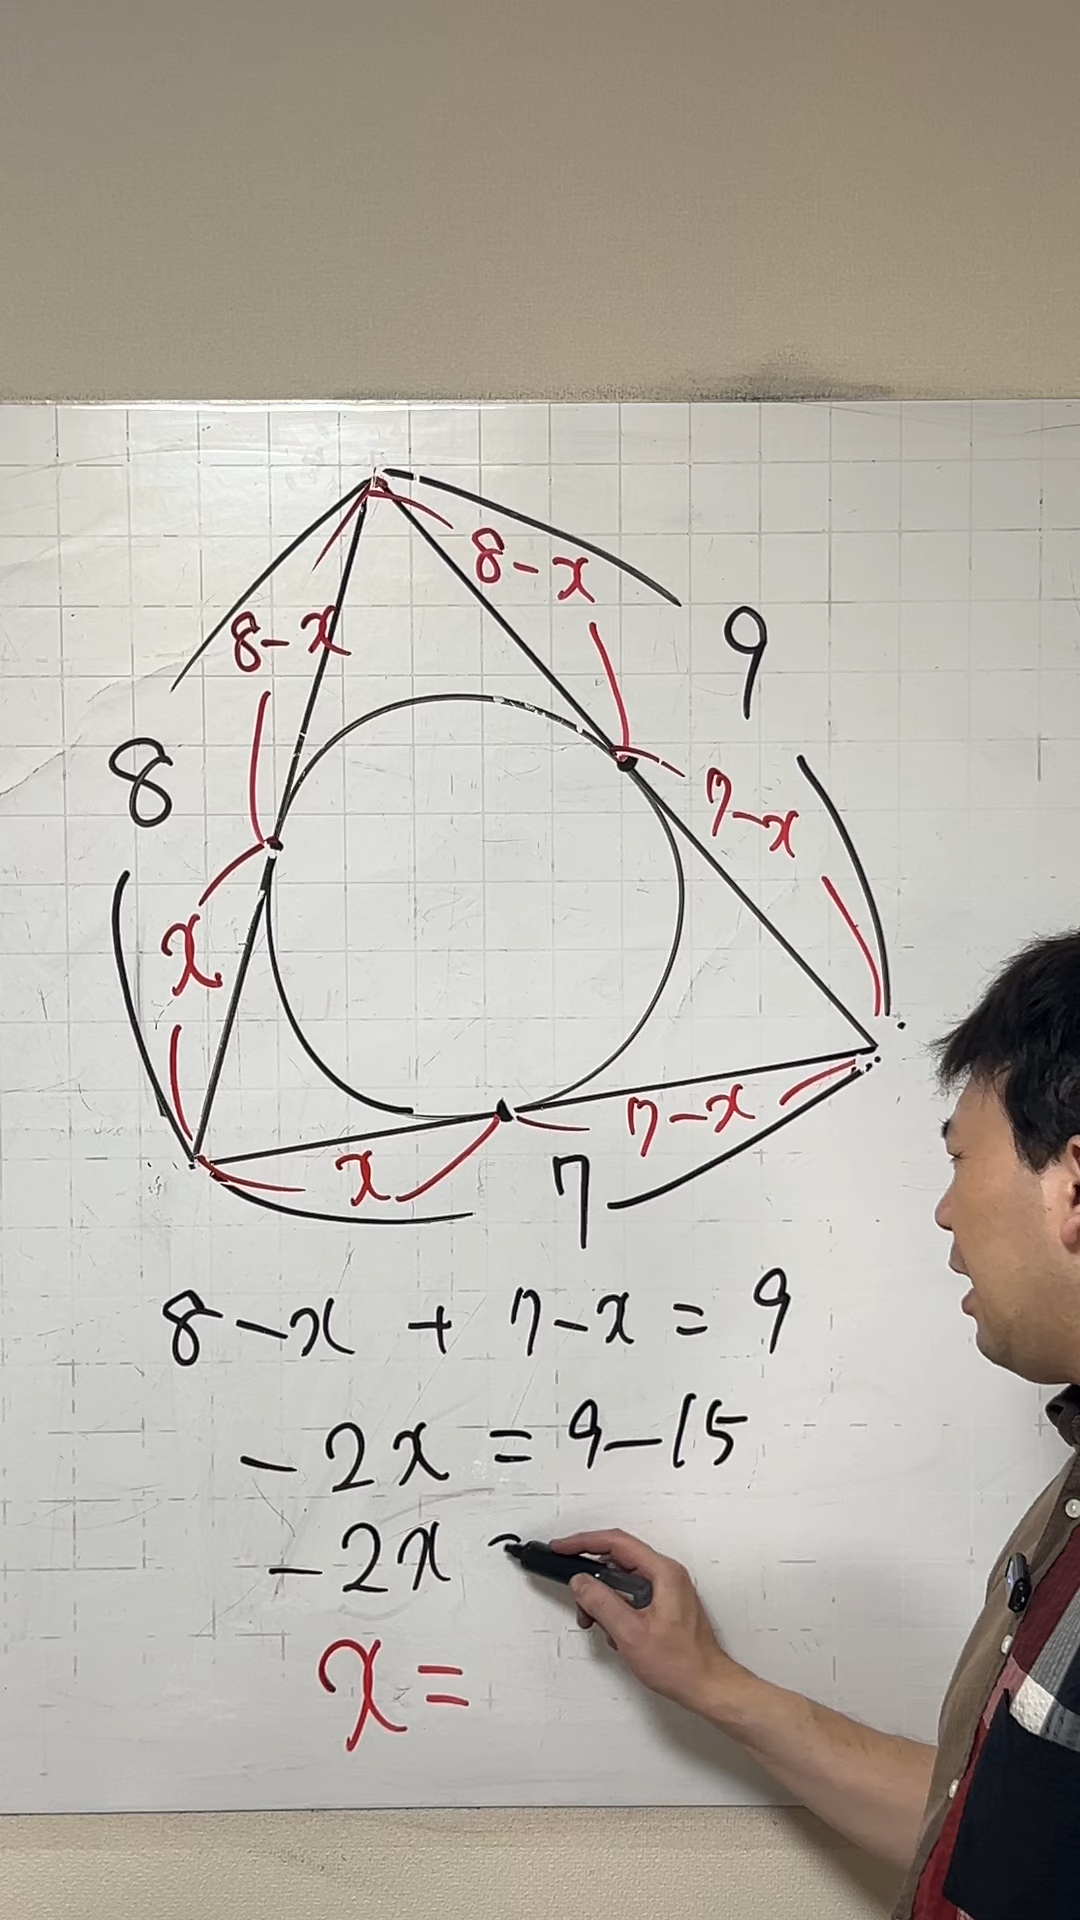 8-x
8-x
9
8
7-x
x
7-x
x
7
8-x + 7-x = 9
-2x = 9-15
-2x =
x =